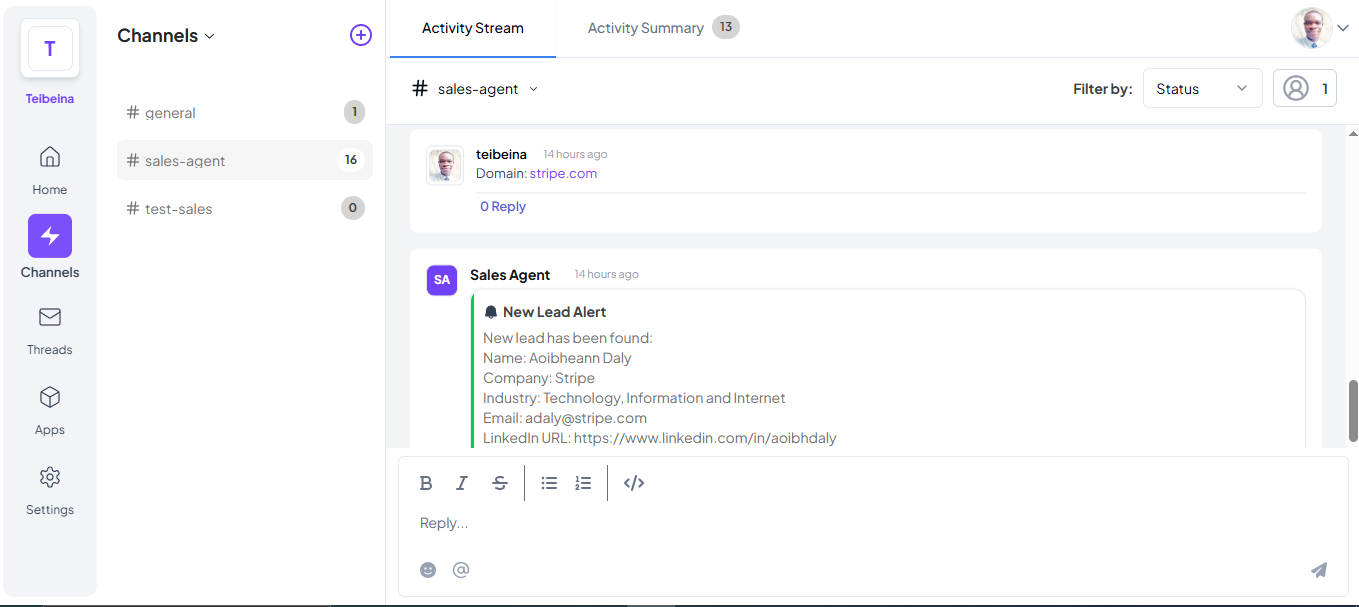 T
Teibeina
Home
Channels
Threads
Apps
Settings
Channels
# general 1
# sales-agent 16
# test-sales 0
Activity Stream
Activity Summary 13
# sales-agent
Filter by: Status 1
teibeina 14 hours ago
Domain: stripe.com
0 Reply
SA Sales Agent 14 hours ago
New Lead Alert
New lead has been found:
Name: Aoibheann Daly
Company: Stripe
Industry: Technology, Information and Internet
Email: adaly@stripe.com
LinkedIn URL: https://www.linkedin.com/in/aoibhdaly
Reply...